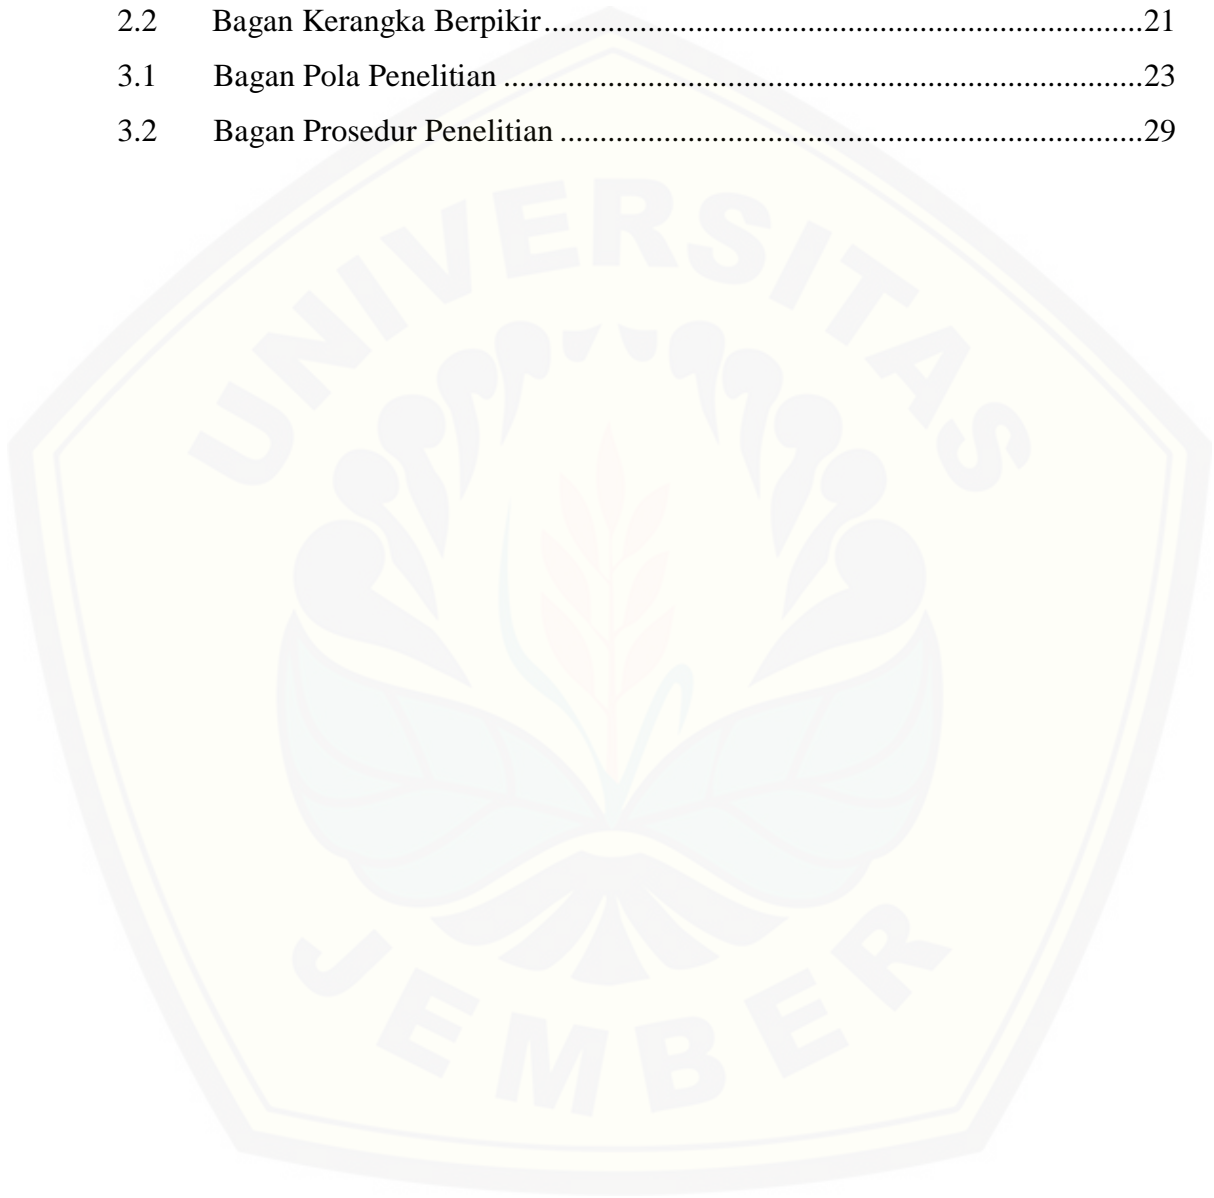 2.2 Bagan Kerangka Berpikir.......................................................................21
3.1 Bagan Pola Penelitian ............................................................................23
3.2 Bagan Prosedur Penelitian .....................................................................29
UNIVERSITAS
JEMBER